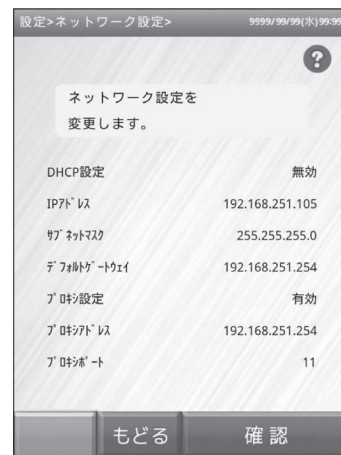 設定>ネットワーク設定> 9999/99/99(水)99:99
?
ネットワーク設定を
変更します。
DHCP設定 無効
IPｱﾄﾞﾚｽ 192.168.251.105
ｻﾌﾞﾈｯﾄﾏｽｸ 255.255.255.0
ﾃﾞﾌｫﾙﾄｹﾞｰﾄｳｪｲ 192.168.251.254
ﾌﾟﾛｷｼ設定 有効
ﾌﾟﾛｷｼｱﾄﾞﾚｽ 192.168.251.254
ﾌﾟﾛｷｼﾎﾟｰﾄ 11
もどる 確認